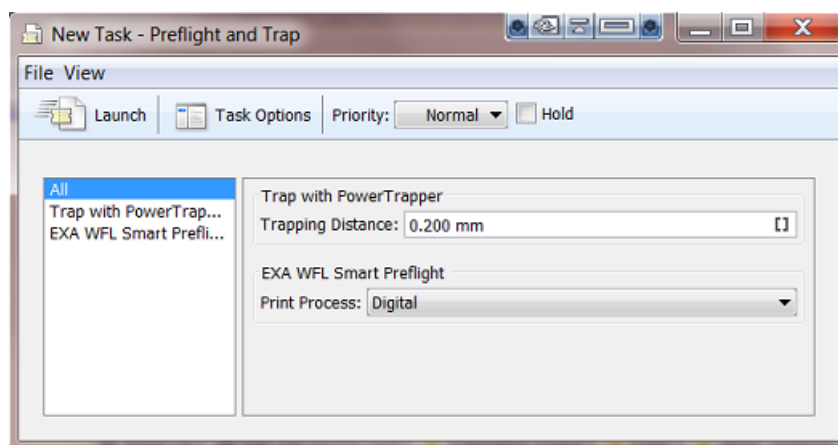 New Task - Preflight and Trap
File View
Launch Task Options Priority: Normal Hold
All
Trap with PowerTrap...
EXA WFL Smart Prefli...
Trap with PowerTrapper
Trapping Distance: 0.200 mm []
EXA WFL Smart Preflight
Print Process: Digital